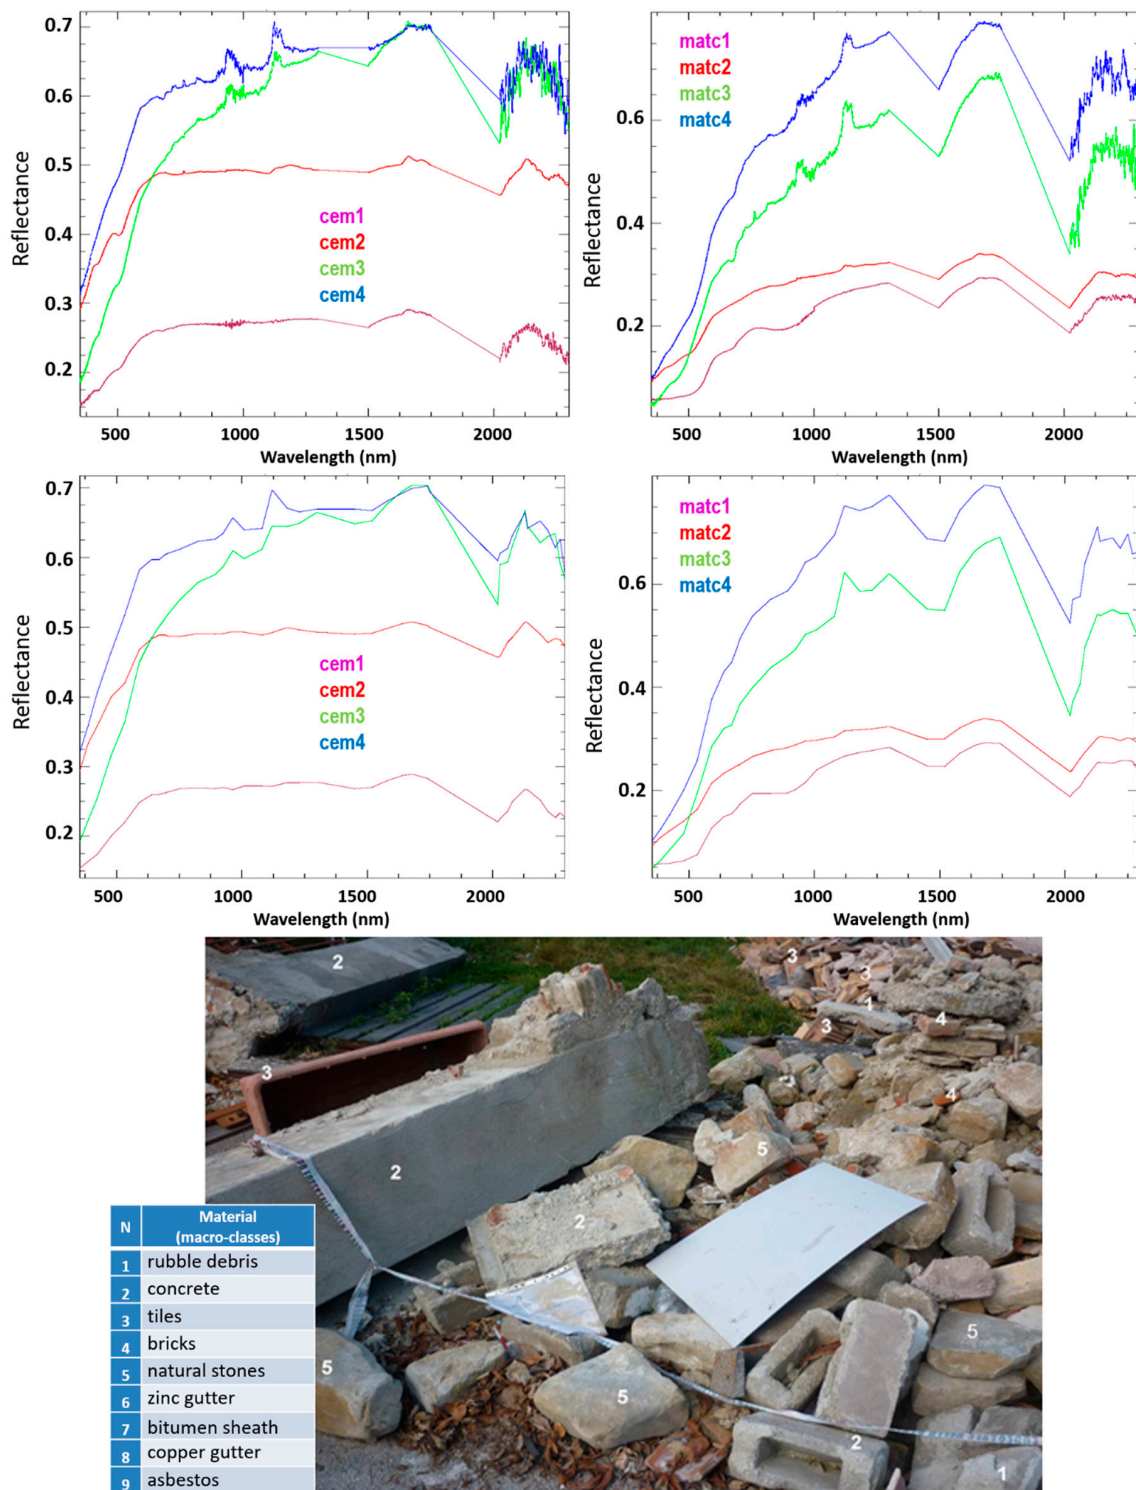 0.7
0.6
0.5
0.4
0.3
0.2
Reflectance
cem1
cem2
cem3
cem4
500 1000 1500 2000
Wavelength (nm)
0.6
0.4
0.2
Reflectance
matc1
matc2
matc3
matc4
500 1000 1500 2000
Wavelength (nm)
0.7
0.6
0.5
0.4
0.3
0.2
Reflectance
cem1
cem2
cem3
cem4
500 1000 1500 2000
Wavelength (nm)
0.6
0.4
0.2
Reflectance
matc1
matc2
matc3
matc4
500 1000 1500 2000
Wavelength (nm)
2
3
3
1
4
3
3
4
5
2
2
5
5
5
2
1
N Material
(macro-classes)
1 rubble debris
2 concrete
3 tiles
4 bricks
5 natural stones
6 zinc gutter
7 bitumen sheath
8 copper gutter
9 asbestos